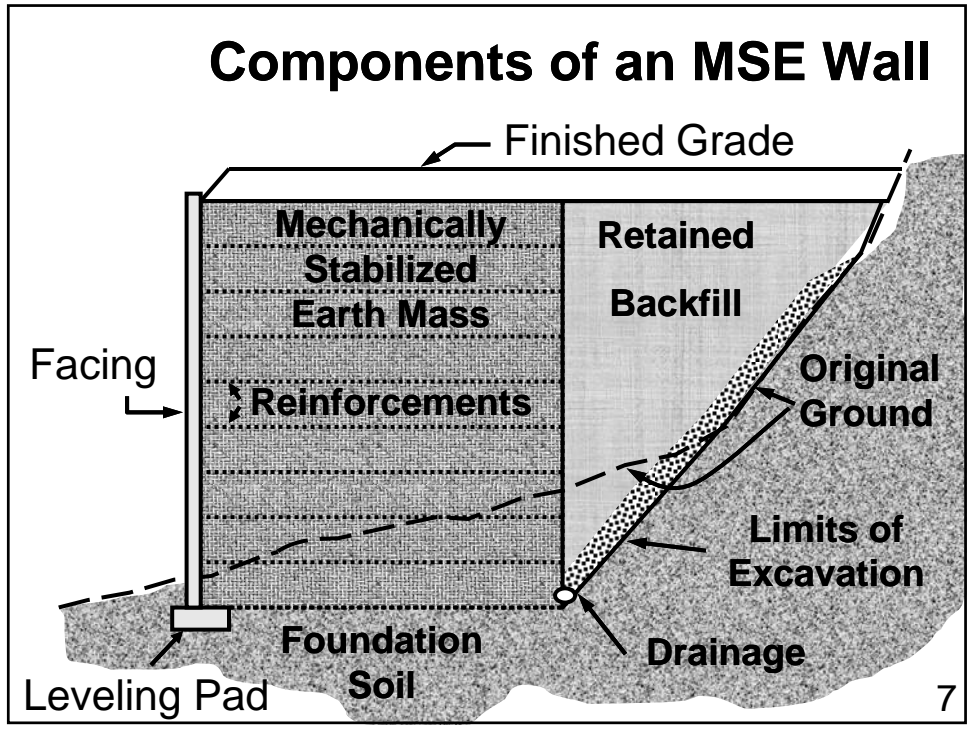 Components of an MSE Wall
Finished Grade
Mechanically
Stabilized
Earth Mass
Retained
Backfill
Facing
Reinforcements
Original
Ground
Limits of
Excavation
Foundation
Soil
Drainage
Leveling Pad
7